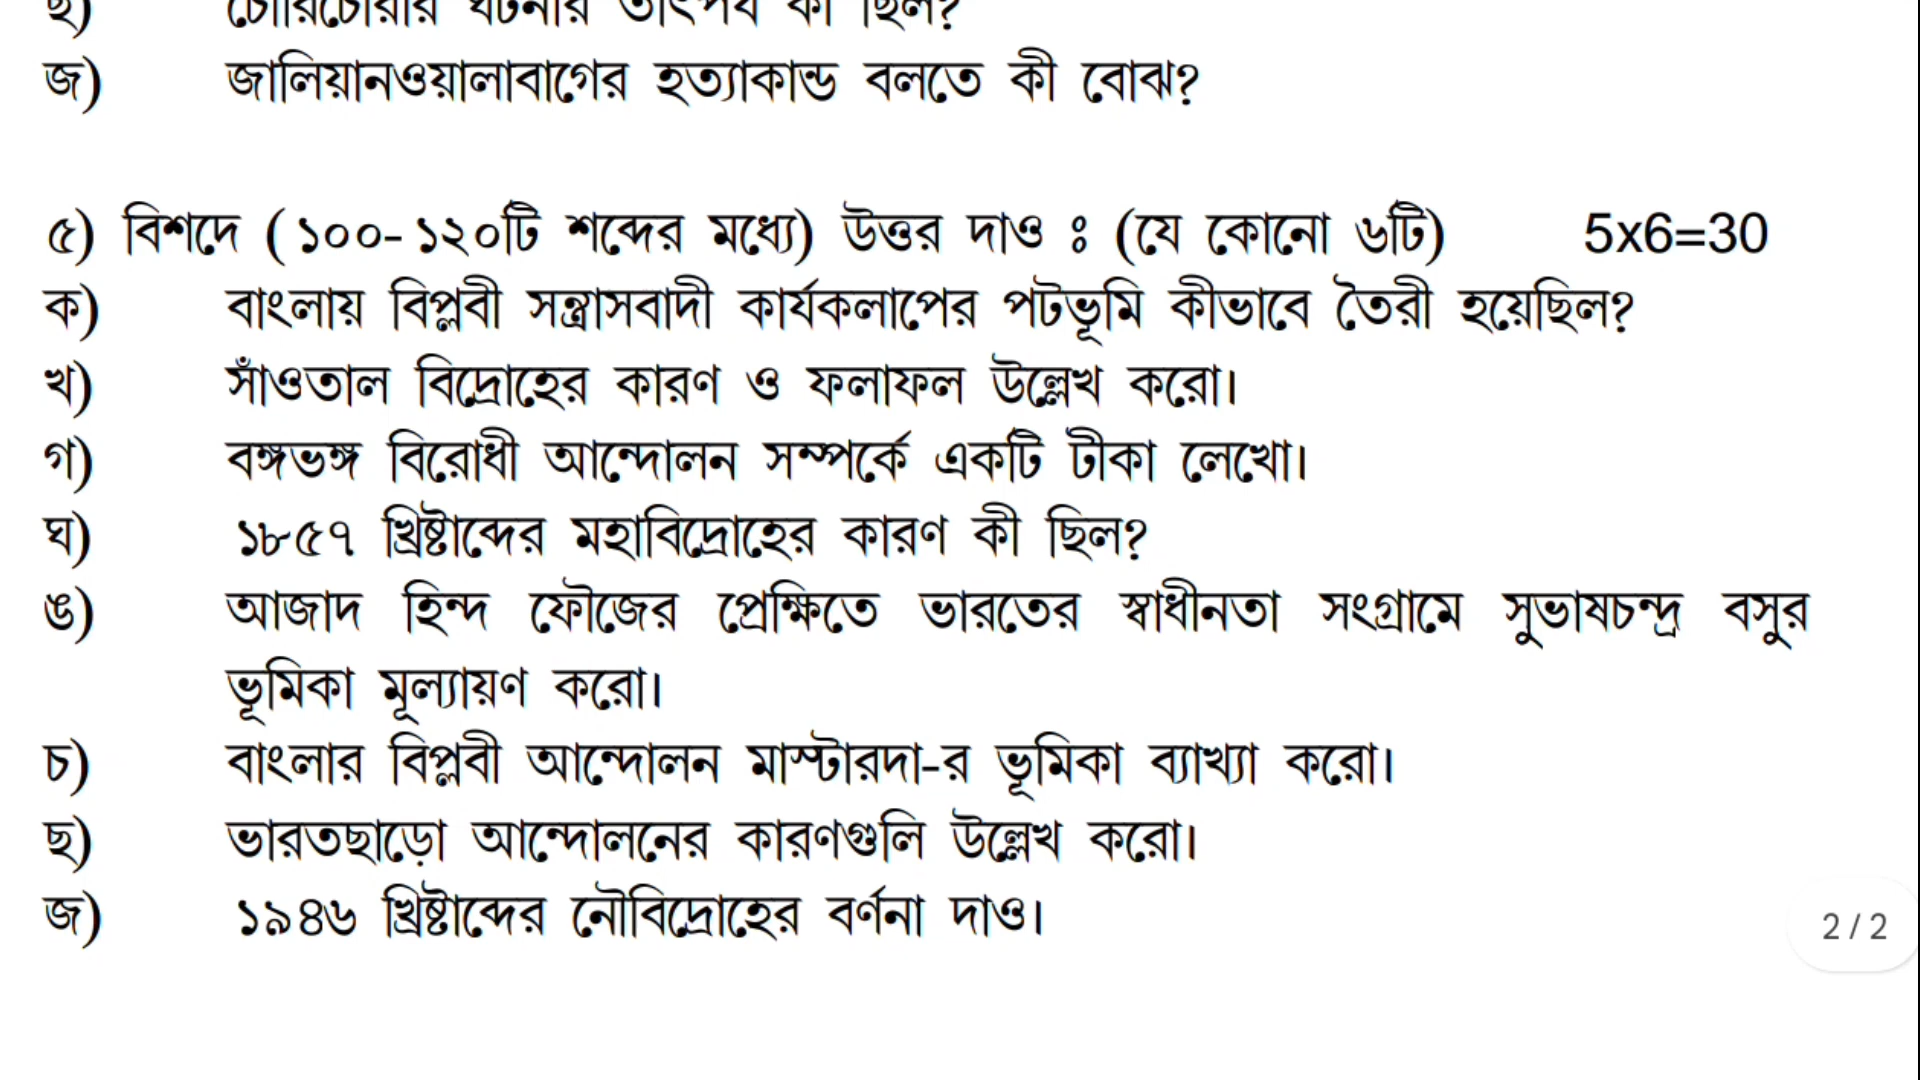 ছ) চৌরিচৌরার ঘটনার তাৎপর্য কী ছিল?
জ) জালিয়ানওয়ালাবাগের হত্যাকান্ড বলতে কী বোঝ?
৫) বিশদে (১০০-১২০টি শব্দের মধ্যে) উত্তর দাও ঃ (যে কোনো ৬টি) 5x6=30
ক) বাংলায় বিপ্লবী সন্ত্রাসবাদী কার্যকলাপের পটভূমি কীভাবে তৈরী হয়েছিল?
খ) সাঁওতাল বিদ্রোহের কারণ ও ফলাফল উল্লেখ করো।
গ) বঙ্গভঙ্গ বিরোধী আন্দোলন সম্পর্কে একটি টীকা লেখো।
ঘ) ১৮৫৭ খ্রিষ্টাব্দের মহাবিদ্রোহের কারণ কী ছিল?
ঙ) আজাদ হিন্দ ফৌজের প্রেক্ষিতে ভারতের স্বাধীনতা সংগ্রামে সুভাষচন্দ্র বসুর
ভূমিকা মূল্যায়ণ করো।
চ) বাংলার বিপ্লবী আন্দোলন মাস্টারদা-র ভূমিকা ব্যাখ্যা করো।
ছ) ভারতছাড়ো আন্দোলনের কারণগুলি উল্লেখ করো।
জ) ১৯৪৬ খ্রিষ্টাব্দের নৌবিদ্রোহের বর্ণনা দাও।
2 / 2